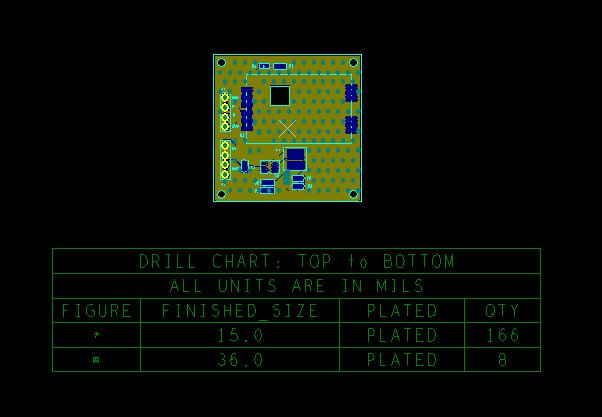 DRILL CHART: TOP to BOTTOM
ALL UNITS ARE IN MILS
FIGURE FINISHED_SIZE PLATED QTY
* 15.0 PLATED 166
36.0 PLATED 8